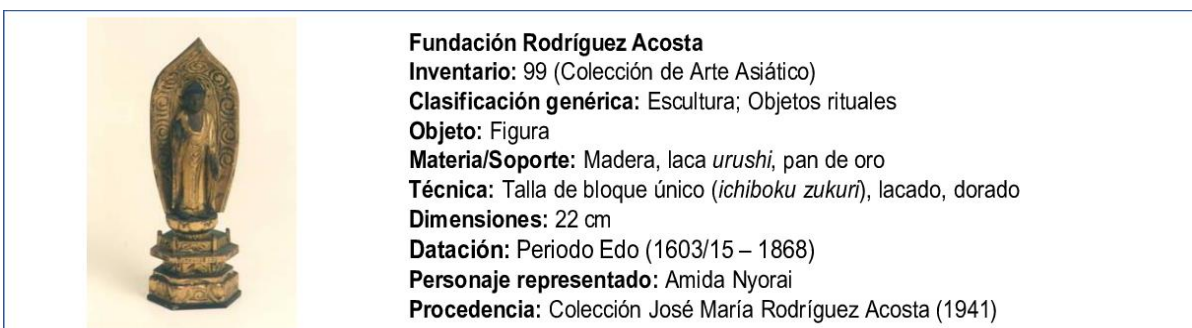 Fundación Rodríguez Acosta
Inventario: 99 (Colección de Arte Asiático)
Clasificación genérica: Escultura; Objetos rituales
Objeto: Figura
Materia/Soporte: Madera, laca urushi, pan de oro
Técnica: Talla de bloque único (ichiboku zukuri), lacado, dorado
Dimensiones: 22 cm
Datación: Periodo Edo (1603/15 – 1868)
Personaje representado: Amida Nyorai
Procedencia: Colección José María Rodríguez Acosta (1941)